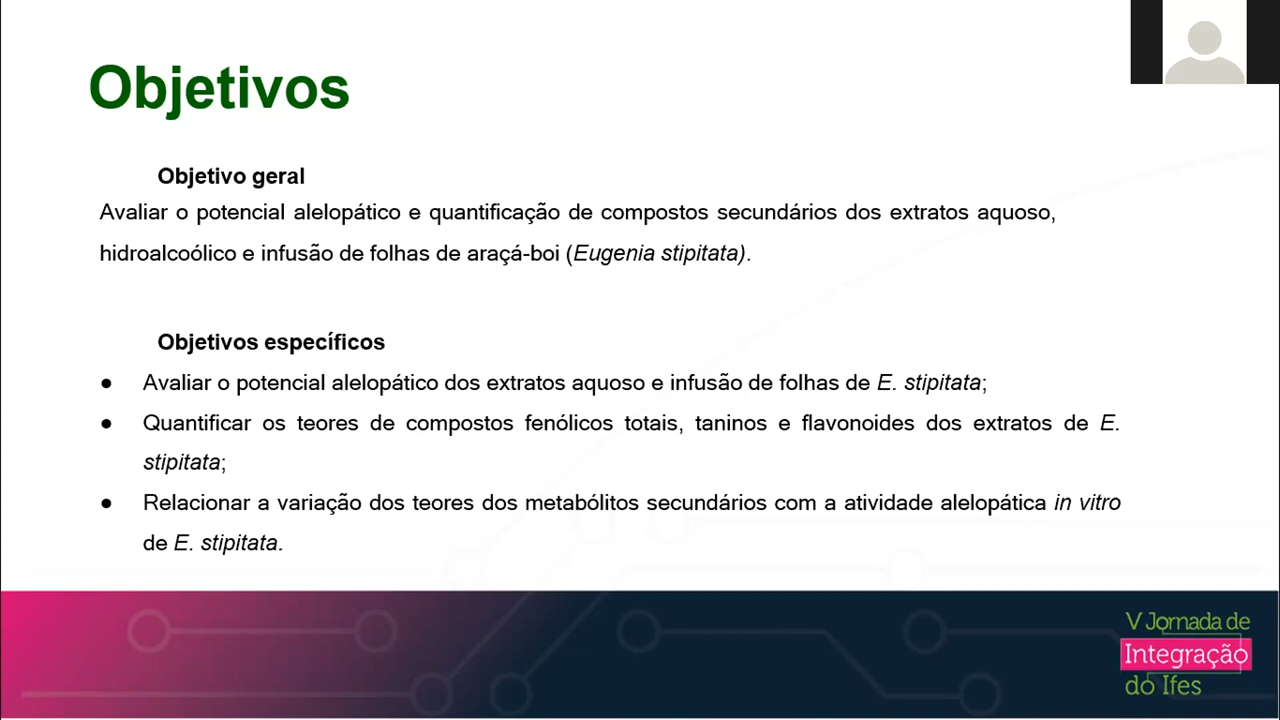 Objetivos
Objetivo geral
Avaliar o potencial alelopático e quantificação de compostos secundários dos extratos aquoso,
hidroalcoólico e infusão de folhas de araçá-boi (Eugenia stipitata).
Objetivos específicos
● Avaliar o potencial alelopático dos extratos aquoso e infusão de folhas de E. stipitata;
● Quantificar os teores de compostos fenólicos totais, taninos e flavonoides dos extratos de E.
stipitata;
● Relacionar a variação dos teores dos metabólitos secundários com a atividade alelopática in vitro
de E. stipitata.
V Jornada de
Integração
do Ifes